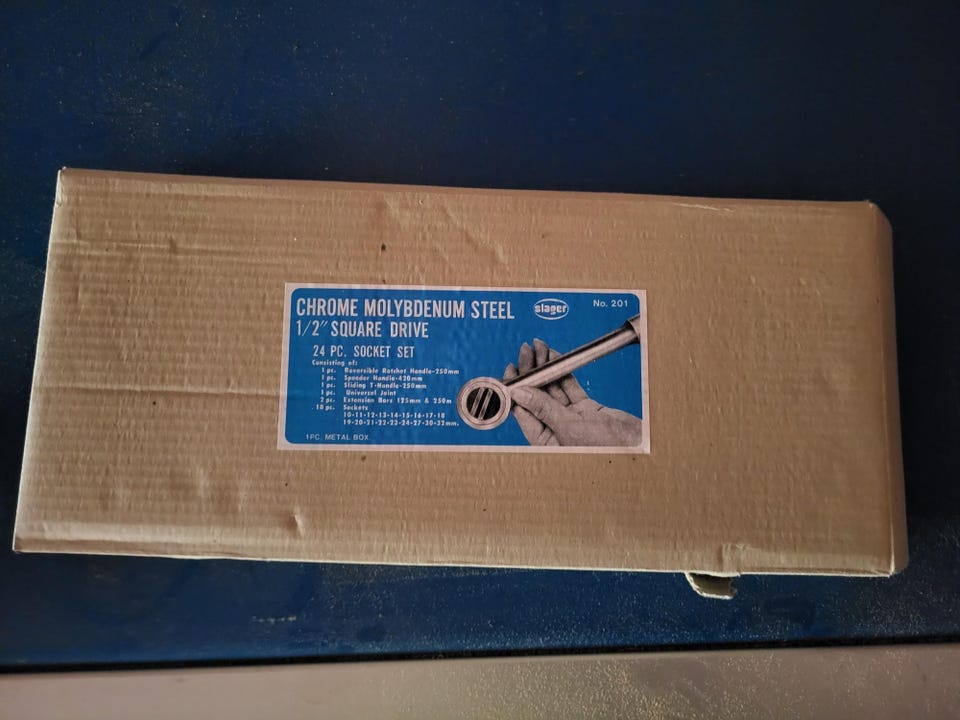 CHROME MOLYBDENUM STEEL
slager
No. 201
1/2" SQUARE DRIVE
24 PC. SOCKET SET
Consisting of:
1 pc. Reversible Ratchet Handle-250mm
1 pc. Speeder Handle-420mm
1 pc. Sliding T-Handle-250mm
1 pc. Universal Joint
2 pc. Extension Bars 125mm & 250m
18 pc. Sockets
10-11-12-13-14-15-16-17-18
19-20-21-22-23-24-27-30-32mm.
1PC. METAL BOX